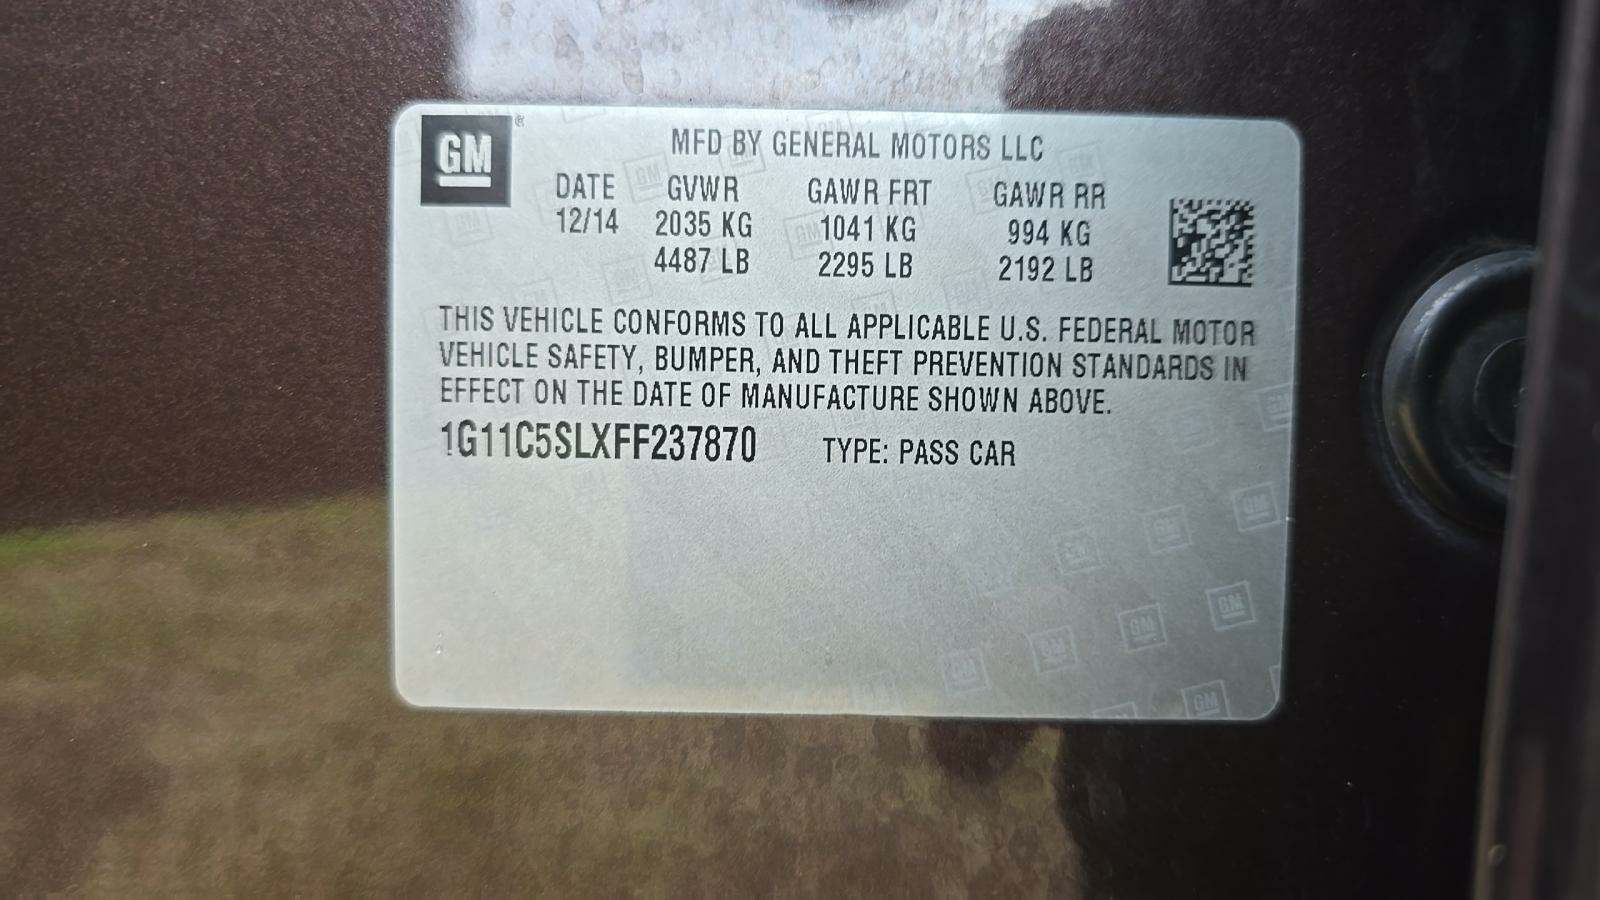 GM ®
MFD BY GENERAL MOTORS LLC
DATE GVWR GAWR FRT GAWR RR
12/14 2035 KG 1041 KG 994 KG
4487 LB 2295 LB 2192 LB
THIS VEHICLE CONFORMS TO ALL APPLICABLE U.S. FEDERAL MOTOR
VEHICLE SAFETY, BUMPER, AND THEFT PREVENTION STANDARDS IN
EFFECT ON THE DATE OF MANUFACTURE SHOWN ABOVE.
1G11C5SLXFF237870 TYPE: PASS CAR